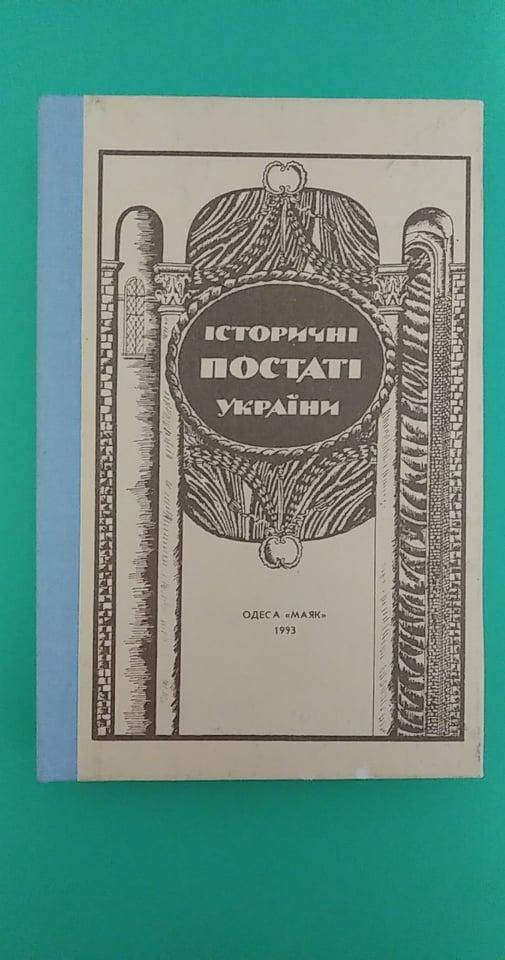 ІСТОРИЧНІ
ПОСТАТІ
УКРАЇНИ
ОДЕСА «МАЯК»
1993